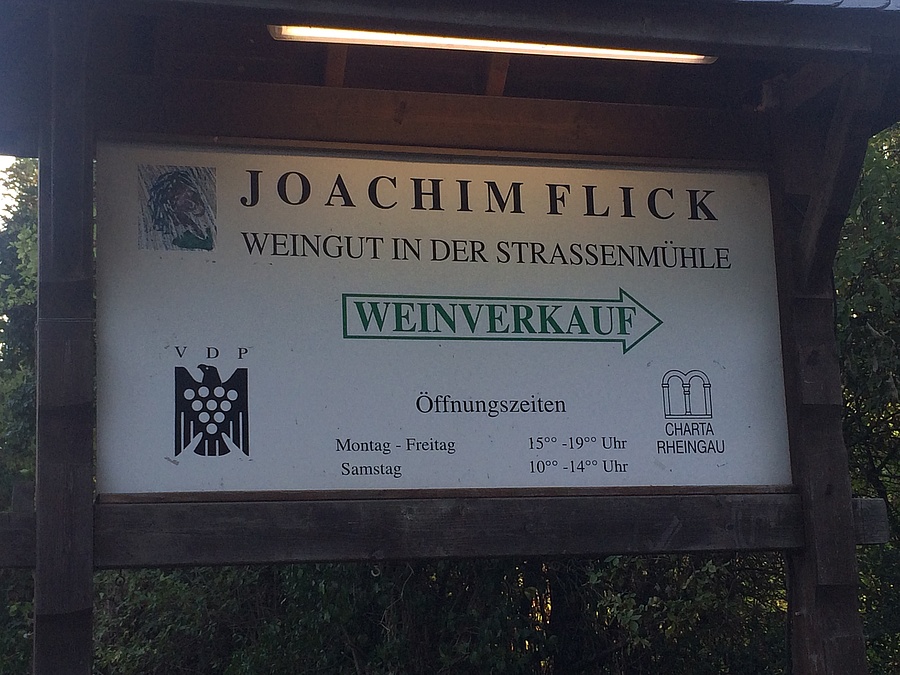 JOACHIM FLICK
WEINGUT IN DER STRASSENMÜHLE
WEINVERKAUF
VDP
Öffnungszeiten
Montag - Freitag 15°° -19°° Uhr
Samstag 10°° -14°° Uhr
CHARTA
RHEINGAU